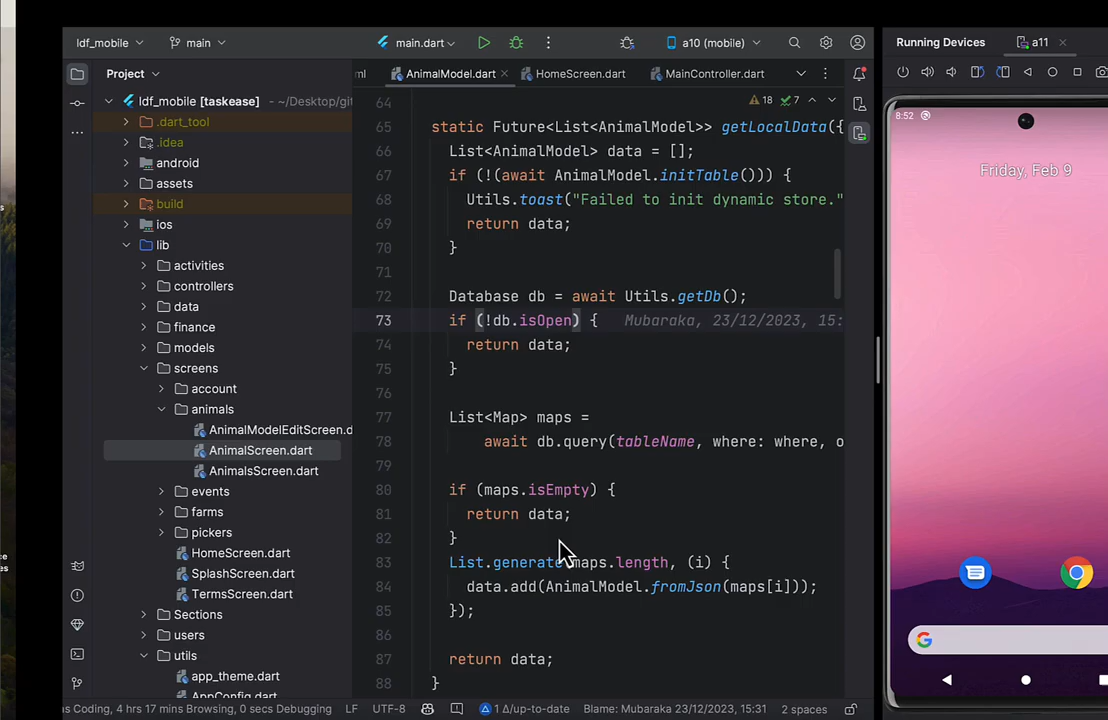 ldf_mobile
main
main.dart
a10 (mobile)
Running Devices
a11
Project
ml
AnimalModel.dart
HomeScreen.dart
MainController.dart
ldf_mobile [taskease] - ~/Desktop/git
.dart_tool
.idea
android
assets
build
ios
lib
activities
controllers
data
finance
models
screens
account
animals
AnimalModelEditScreen.d
AnimalScreen.dart
AnimalsScreen.dart
events
farms
pickers
HomeScreen.dart
SplashScreen.dart
TermsScreen.dart
Sections
users
utils
app_theme.dart
AppConfig.dart
18 7
64
65 static Future<List<AnimalModel>> getLocalData({
66 List<AnimalModel> data = [];
67 if (!(await AnimalModel.initTable())) {
68 Utils.toast("Failed to init dynamic store."
69 return data;
70 }
71
72 Database db = await Utils.getDb();
73 if (!db.isOpen) { Mubaraka, 23/12/2023, 15:
74 return data;
75 }
76
77 List<Map> maps =
78 await db.query(tableName, where: where, o
79
80 if (maps.isEmpty) {
81 return data;
82 }
83 List.generate(maps.length, (i) {
84 data.add(AnimalModel.fromJson(maps[i]));
85 });
86
87 return data;
88 }
8:52
Friday, Feb 9
s Coding, 4 hrs 17 mins Browsing, 0 secs Debugging
LF
UTF-8
1 Δ/up-to-date
Blame: Mubaraka 23/12/2023, 15:31
2 spaces